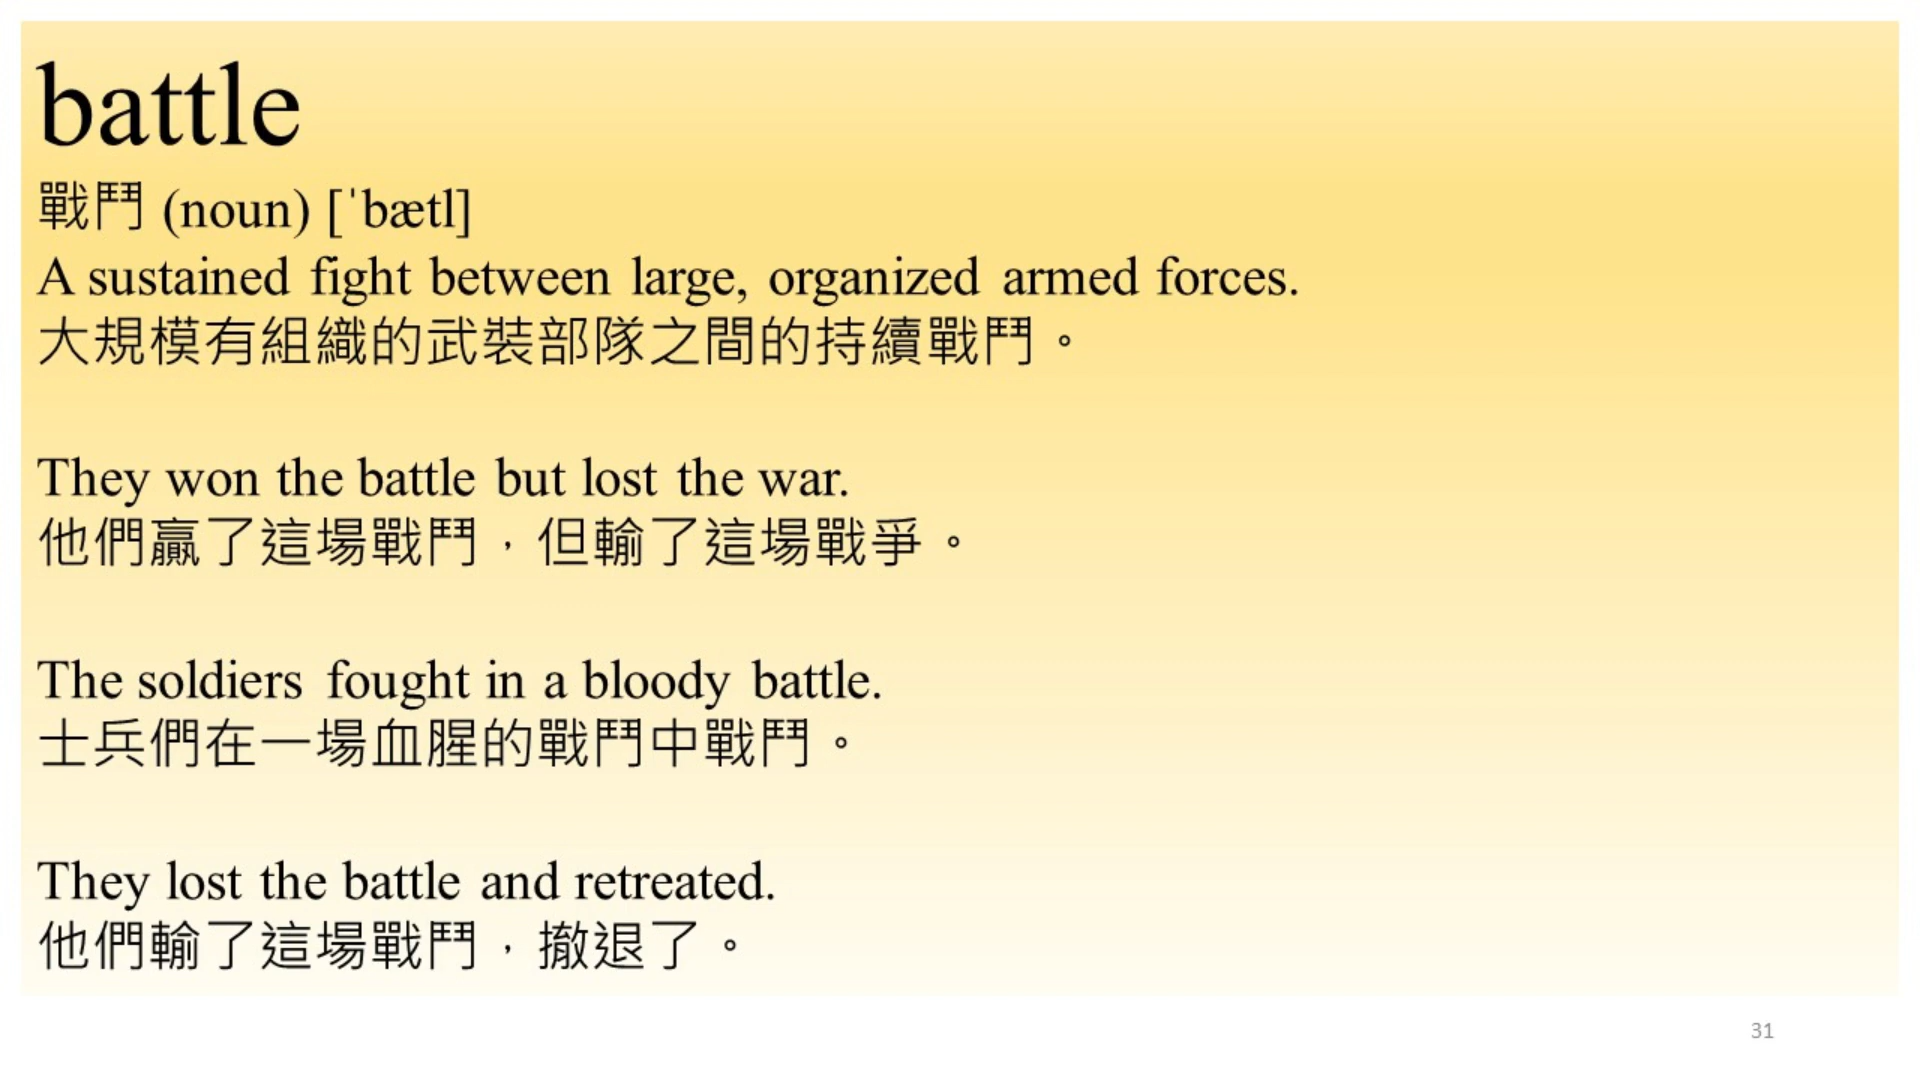 battle
戰鬥 (noun) [ˈbætl]
A sustained fight between large, organized armed forces.
大規模有組織的武裝部隊之間的持續戰鬥。
They won the battle but lost the war.
他們贏了這場戰鬥，但輸了這場戰爭。
The soldiers fought in a bloody battle.
士兵們在一場血腥的戰鬥中戰鬥。
They lost the battle and retreated.
他們輸了這場戰鬥，撤退了。
31